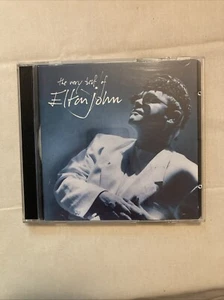 the very best of
Elton john